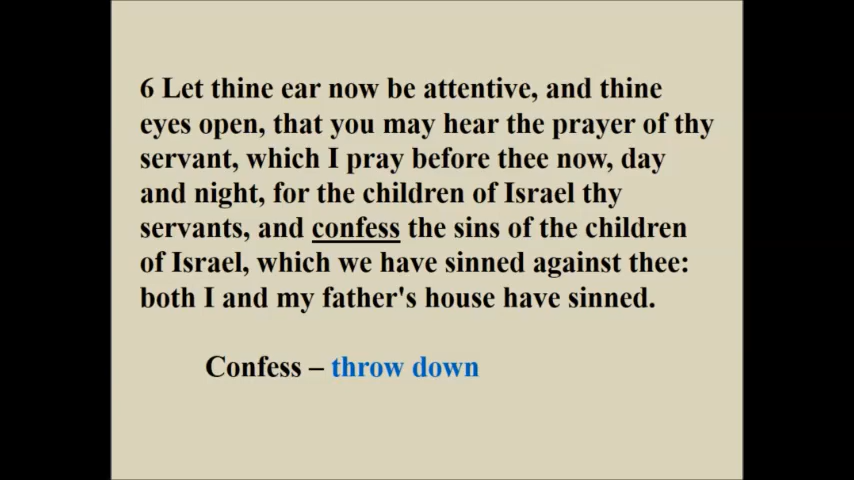 6 Let thine ear now be attentive, and thine
eyes open, that you may hear the prayer of thy
servant, which I pray before thee now, day
and night, for the children of Israel thy
servants, and confess the sins of the children
of Israel, which we have sinned against thee:
both I and my father's house have sinned.
Confess – throw down